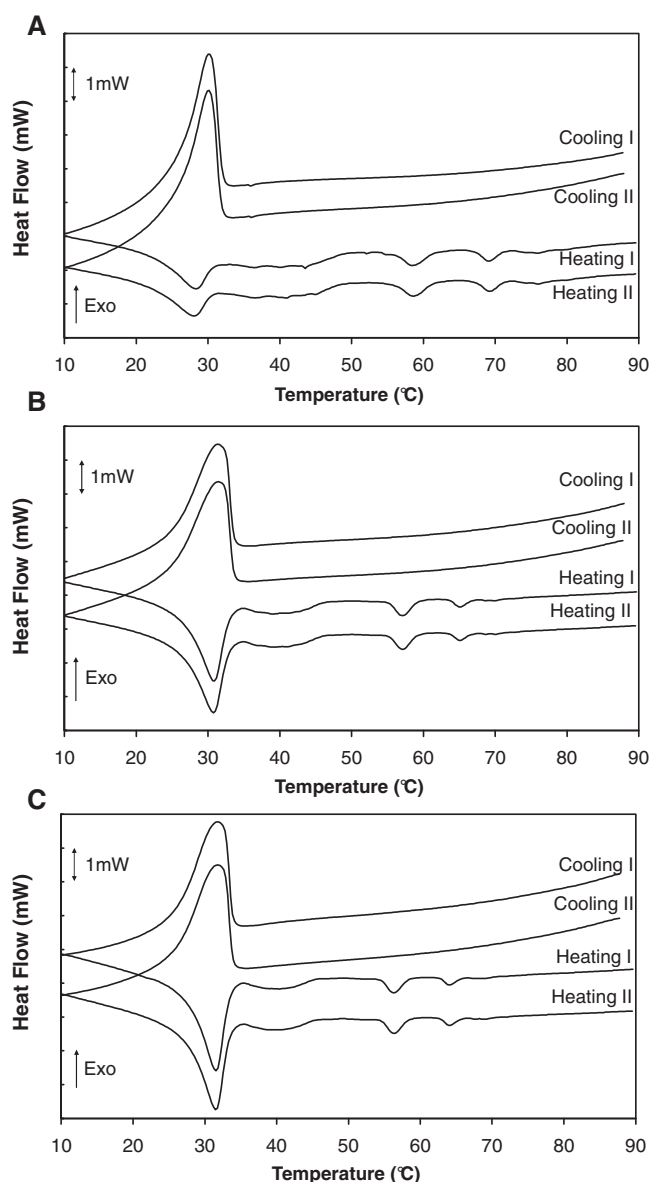 A
1mW
Cooling I
Cooling II
Heating I
Heating II
Exo
Heat Flow (mW)
10 20 30 40 50 60 70 80 90
Temperature (°C)
B
1mW
Cooling I
Cooling II
Heating I
Heating II
Exo
Heat Flow (mW)
10 20 30 40 50 60 70 80 90
Temperature (°C)
C
1mW
Cooling I
Cooling II
Heating I
Heating II
Exo
Heat Flow (mW)
10 20 30 40 50 60 70 80 90
Temperature (°C)